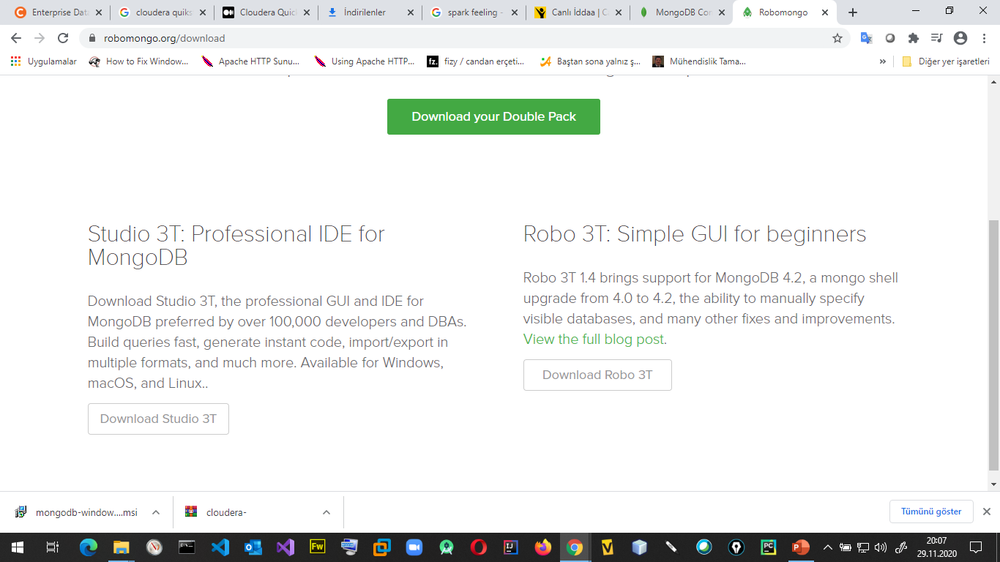 Enterprise Data
cloudera quiks
Cloudera Quic
İndirilenler
spark feeling -
Canlı İddaa | C
MongoDB Con
Robomongo
robomongo.org/download
Uygulamalar
How to Fix Window...
Apache HTTP Sunu...
Using Apache HTTP...
fizy / candan erçeti...
Baştan sona yalnız ş...
Mühendislik Tama...
»
Diğer yer işaretleri
Download your Double Pack
Studio 3T: Professional IDE for
MongoDB
Download Studio 3T, the professional GUI and IDE for
MongoDB preferred by over 100,000 developers and DBAs.
Build queries fast, generate instant code, import/export in
multiple formats, and much more. Available for Windows,
macOS, and Linux..
Download Studio 3T
Robo 3T: Simple GUI for beginners
Robo 3T 1.4 brings support for MongoDB 4.2, a mongo shell
upgrade from 4.0 to 4.2, the ability to manually specify
visible databases, and many other fixes and improvements.
View the full blog post.
Download Robo 3T
mongodb-window....msi
cloudera-
Tümünü göster
20:07
29.11.2020